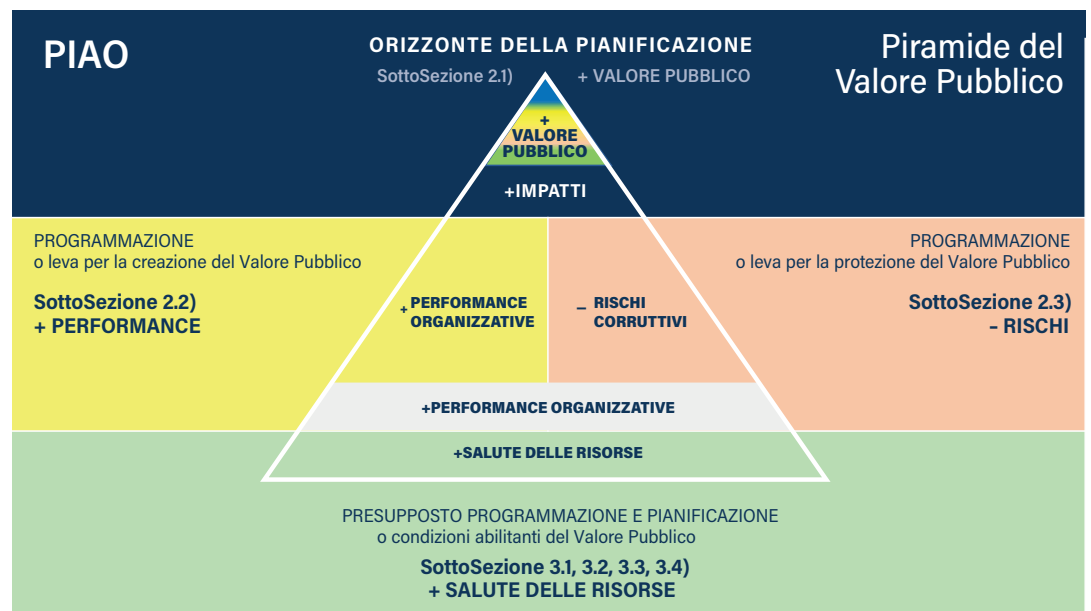 PIAO
ORIZZONTE DELLA PIANIFICAZIONE
SottoSezione 2.1)
+ VALORE PUBBLICO
Piramide del
Valore Pubblico
+
VALORE
PUBBLICO
+IMPATTI
PROGRAMMAZIONE
o leva per la creazione del Valore Pubblico
SottoSezione 2.2)
+ PERFORMANCE
+ PERFORMANCE
ORGANIZZATIVE
– RISCHI
CORRUTTIVI
PROGRAMMAZIONE
o leva per la protezione del Valore Pubblico
SottoSezione 2.3)
– RISCHI
+PERFORMANCE ORGANIZZATIVE
+SALUTE DELLE RISORSE
PRESUPPOSTO PROGRAMMAZIONE E PIANIFICAZIONE
o condizioni abilitanti del Valore Pubblico
SottoSezione 3.1, 3.2, 3.3, 3.4)
+ SALUTE DELLE RISORSE